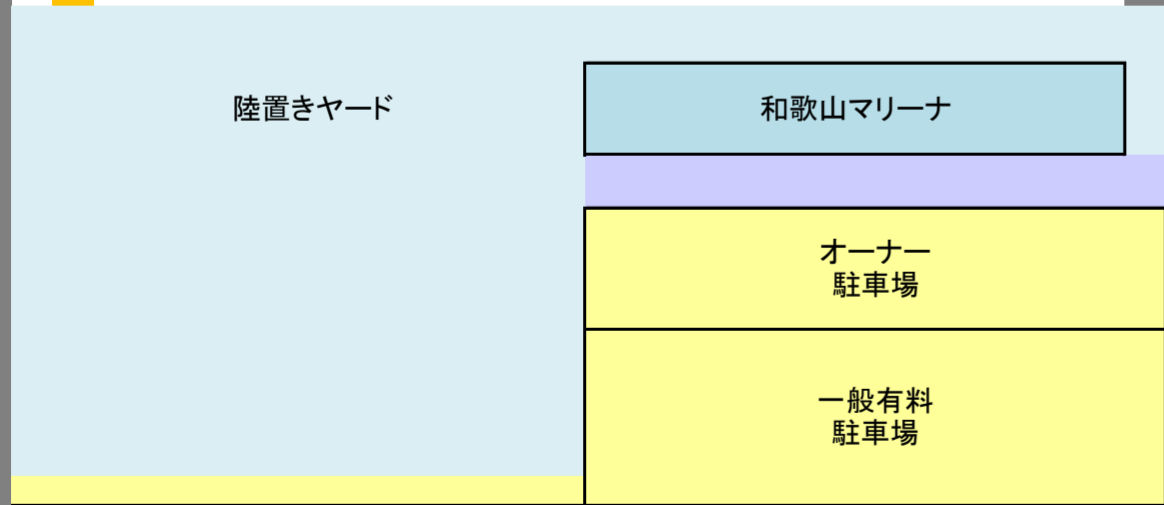 陸置きヤード
和歌山マリーナ
オーナー
駐車場
一般有料
駐車場